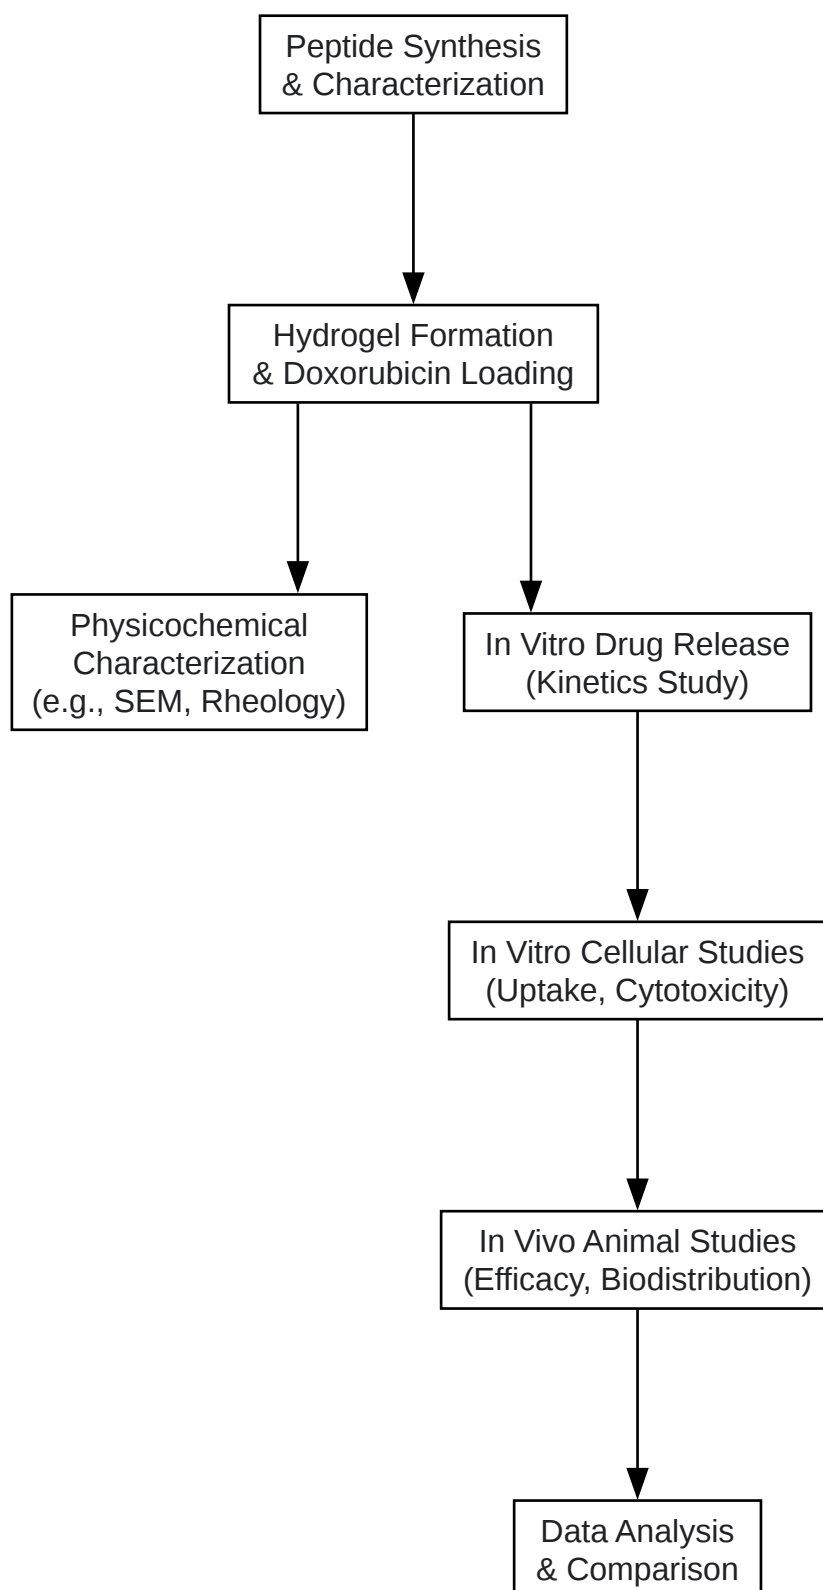 Peptide Synthesis
& Characterization
Hydrogel Formation
& Doxorubicin Loading
Physicochemical
Characterization
(e.g., SEM, Rheology)
In Vitro Drug Release
(Kinetics Study)
In Vitro Cellular Studies
(Uptake, Cytotoxicity)
In Vivo Animal Studies
(Efficacy, Biodistribution)
Data Analysis
& Comparison